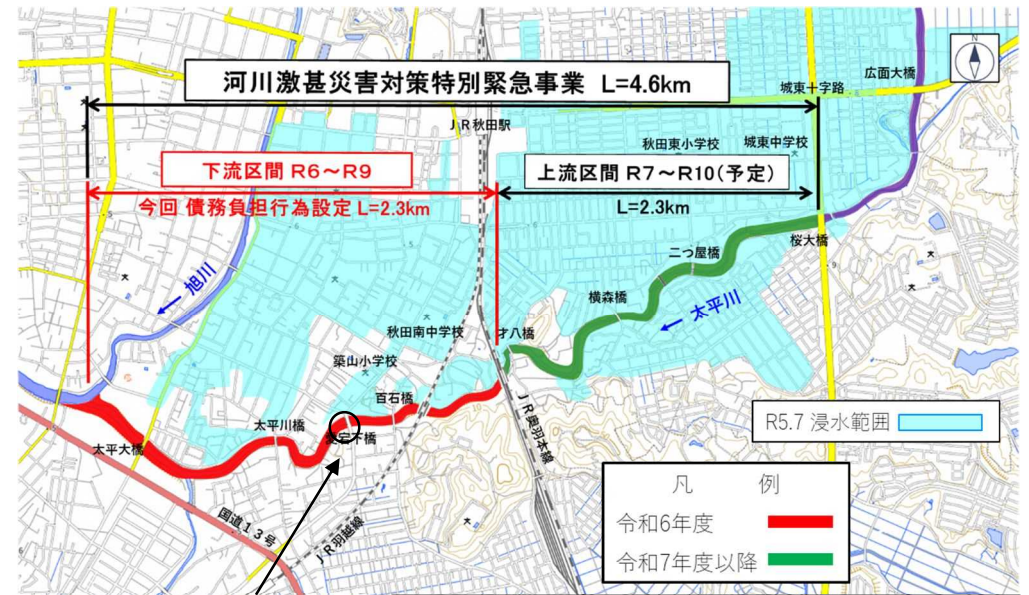 N
広面大橋
河川激甚災害対策特別緊急事業 L=4.6km
城東十字路
JR秋田駅
秋田東小学校
城東中学校
下流区間 R6～R9
上流区間 R7～R10(予定)
今回 債務負担行為設定 L=2.3km
L=2.3km
桜大橋
二つ屋橋
← 旭川
横森橋
← 太平川
秋田南中学校
才八橋
築山小学校
百石橋
太平川橋
愛宕下橋
太平大橋
JR奥羽本線
R5.7 浸水範囲
国道13号
JR羽越線
凡 例
令和6年度
令和7年度以降